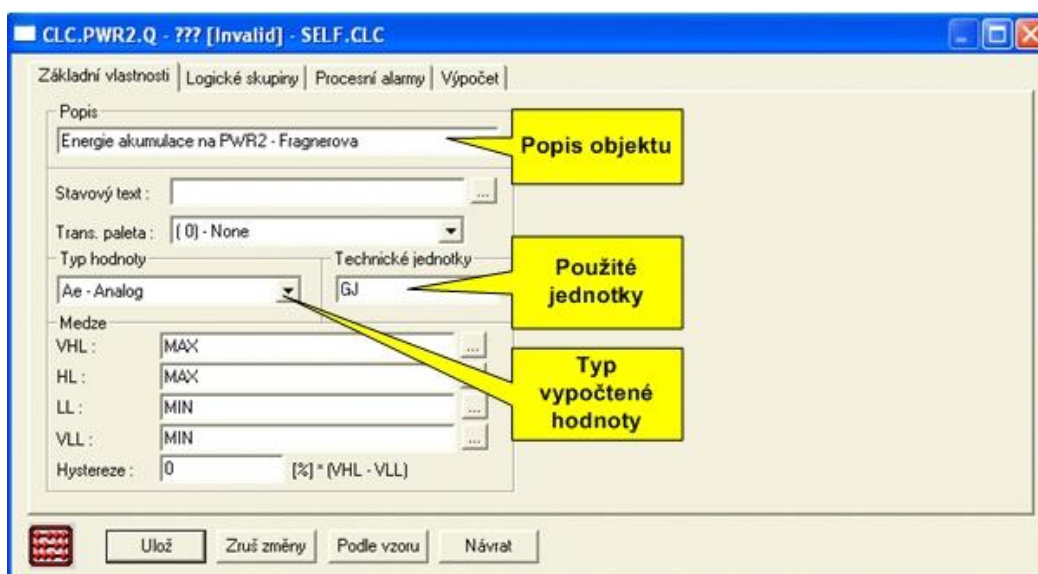 CLC.PWR2.Q - ??? [Invalid] - SELF.CLC
Základní vlastnosti Logické skupiny Procesní alarmy Výpočet
Popis
Energie akumulace na PWR2 - Fragnerova
Popis objektu
Stavový text : ...
Trans. paleta : ( 0) - None
Typ hodnoty Technické jednotky
Ae - Analog GJ
Použité
jednotky
Medze
VHL : MAX ...
HL : MAX ...
LL : MIN ...
VLL : MIN ...
Hystereze : 0 [%] * (VHL - VLL)
Typ
vypočtené
hodnoty
Ulož Zruš změny Podle vzoru Návrat